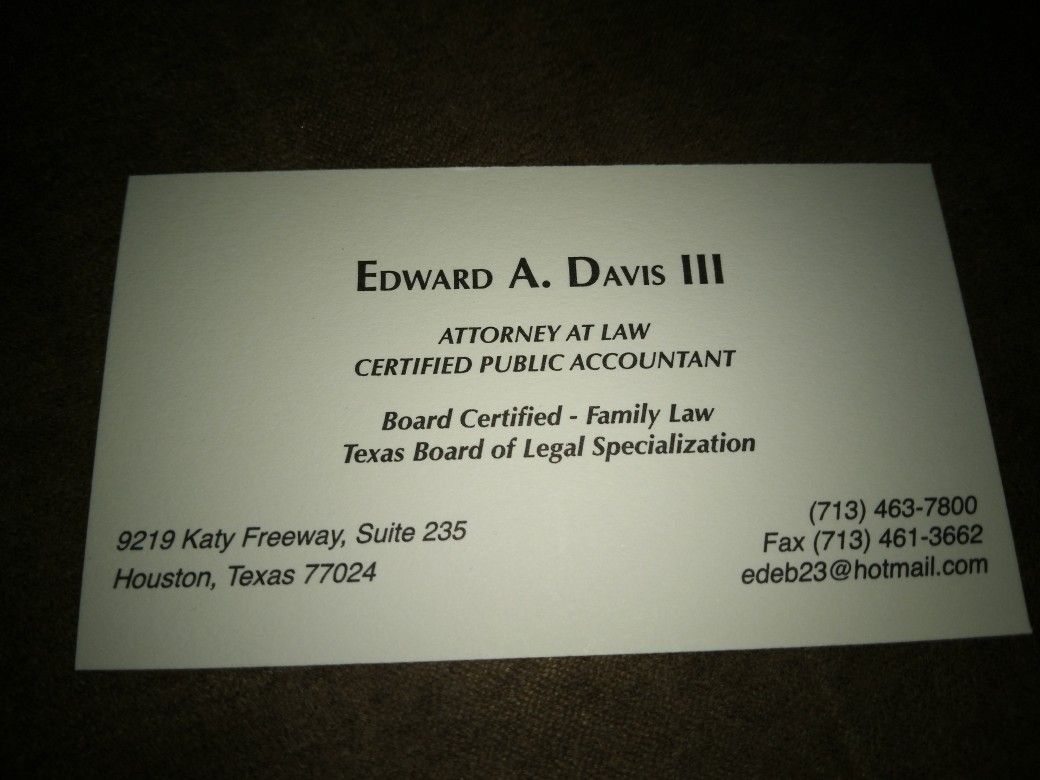 Edward A. Davis III
ATTORNEY AT LAW
CERTIFIED PUBLIC ACCOUNTANT
Board Certified - Family Law
Texas Board of Legal Specialization
9219 Katy Freeway, Suite 235
Houston, Texas 77024
(713) 463-7800
Fax (713) 461-3662
edeb23@hotmail.com